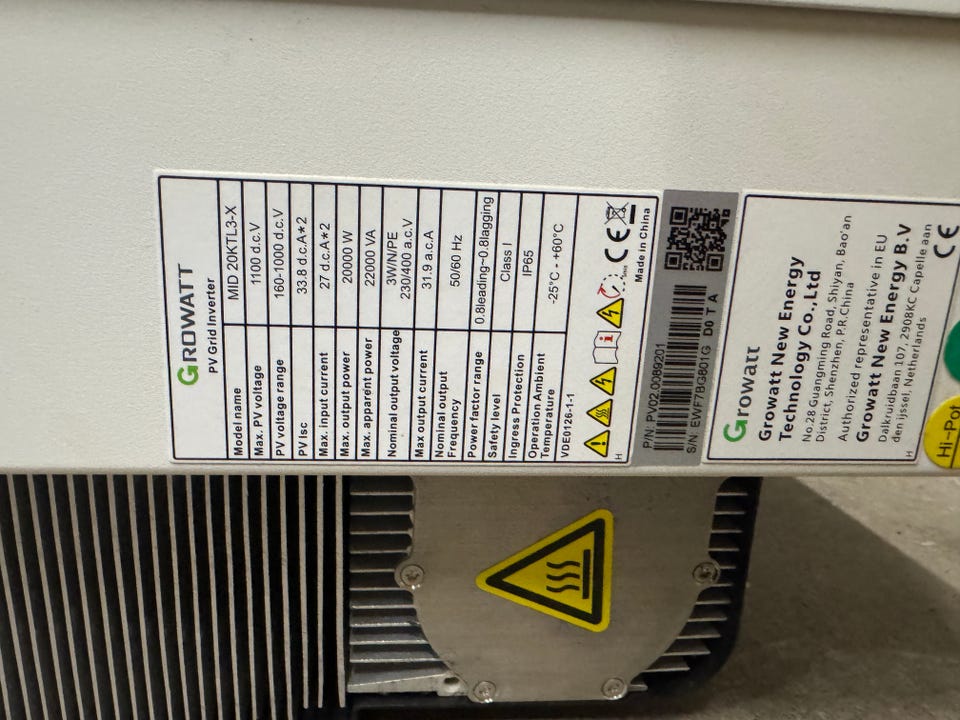 GROWATT
PV Grid Inverter
Model name MID 20KTL3-X
Max. PV voltage 1100 d.c.V
PV voltage range 160-1000 d.c.V
PV Isc 33.8 d.c.A*2
Max. input current 27 d.c.A*2
Max. output power 20000 W
Max. apparent power 22000 VA
Nominal output voltage 3W/N/PE 230/400 a.c.V
Max output current 31.9 a.c.A
Nominal output Frequency 50/60 Hz
Power factor range 0.8leading~0.8lagging
Safety level Class I
Ingress Protection IP65
Operation Ambient Temperature -25°C - +60°C
VDE0126-1-1
CE
Made in China
H
P/N: PV02.0089201
S/N: EWF7BG801G D0 T A
Growatt
Growatt New Energy
Technology Co.,Ltd
No.28 Guangming Road, Shiyan, Bao'an
District, Shenzhen, P.R.China
Authorized representative in EU
Growatt New Energy B.V
Dalkruidbaan 107, 2908KC Capelle aan
den ijssel, Netherlands
H
CE
Hi-Pot